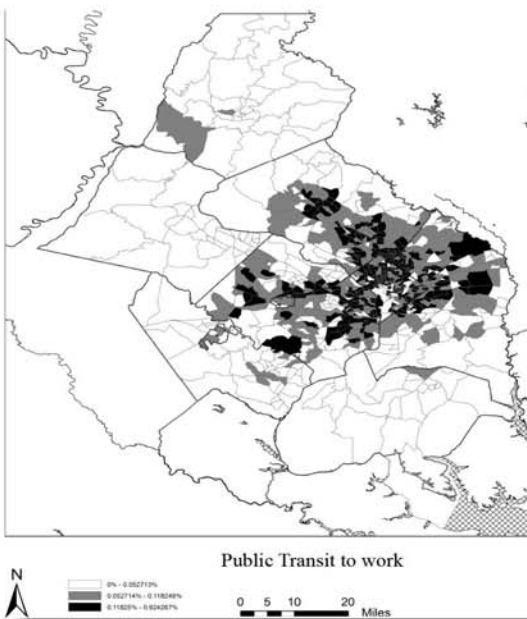 Public Transit to work
N
0% - 0.052713%
0.052714% - 0.118249%
0.11825% - 0.624267%
0 5 10 20
Miles